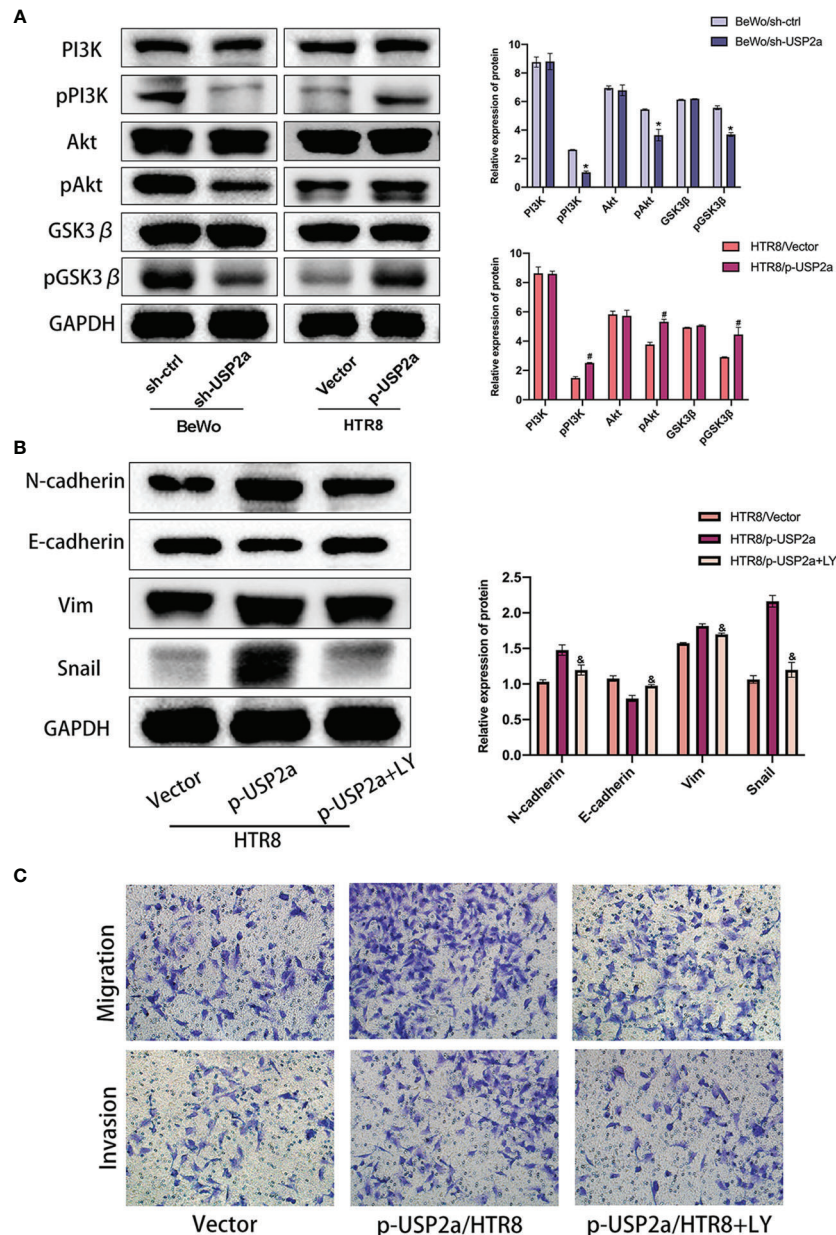 A
PI3K
pPI3K
Akt
pAkt
GSK3 β
pGSK3 β
GAPDH
sh-ctrl
sh-USP2a
Vector
p-USP2a
BeWo
HTR8
BeWo/sh-ctrl
BeWo/sh-USP2a
Relative expression of protein
10
8
6
4
2
0
*
*
*
PI3K
pPI3K
Akt
pAkt
GSK3β
pGSK3β
HTR8/Vector
HTR8/p-USP2a
Relative expression of protein
10
8
6
4
2
0
#
#
#
PI3K
pPI3K
Akt
pAkt
GSK3β
pGSK3β
B
N-cadherin
E-cadherin
Vim
Snail
GAPDH
Vector
p-USP2a
p-USP2a+LY
HTR8
HTR8/Vector
HTR8/p-USP2a
HTR8/p-USP2a+LY
Relative expression of protein
2.5
2.0
1.5
1.0
0.5
0.0
&
&
&
&
N-cadherin
E-cadherin
Vim
Snail
C
Migration
Invasion
Vector
p-USP2a/HTR8
p-USP2a/HTR8+LY